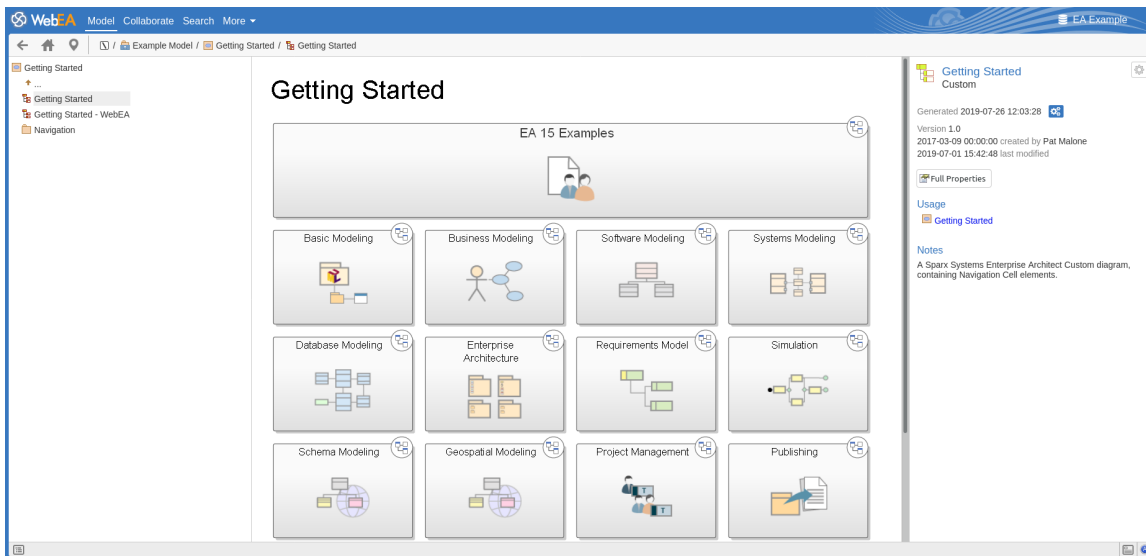 WebEA Model Collaborate Search More
EA Example
/ Example Model / Getting Started / Getting Started
Getting Started
...
Getting Started
Getting Started - WebEA
Navigation
Getting Started
EA 15 Examples
Basic Modeling
Business Modeling
Software Modeling
Systems Modeling
Database Modeling
Enterprise
Architecture
Requirements Model
Simulation
Schema Modeling
Geospatial Modeling
Project Management
T
T
Publishing
Getting Started
Custom
Generated 2019-07-26 12:03:28
Version 1.0
2017-03-09 00:00:00 created by Pat Malone
2019-07-01 15:42:48 last modified
Full Properties
Usage
Getting Started
Notes
A Sparx Systems Enterprise Architect Custom diagram,
containing Navigation Cell elements.